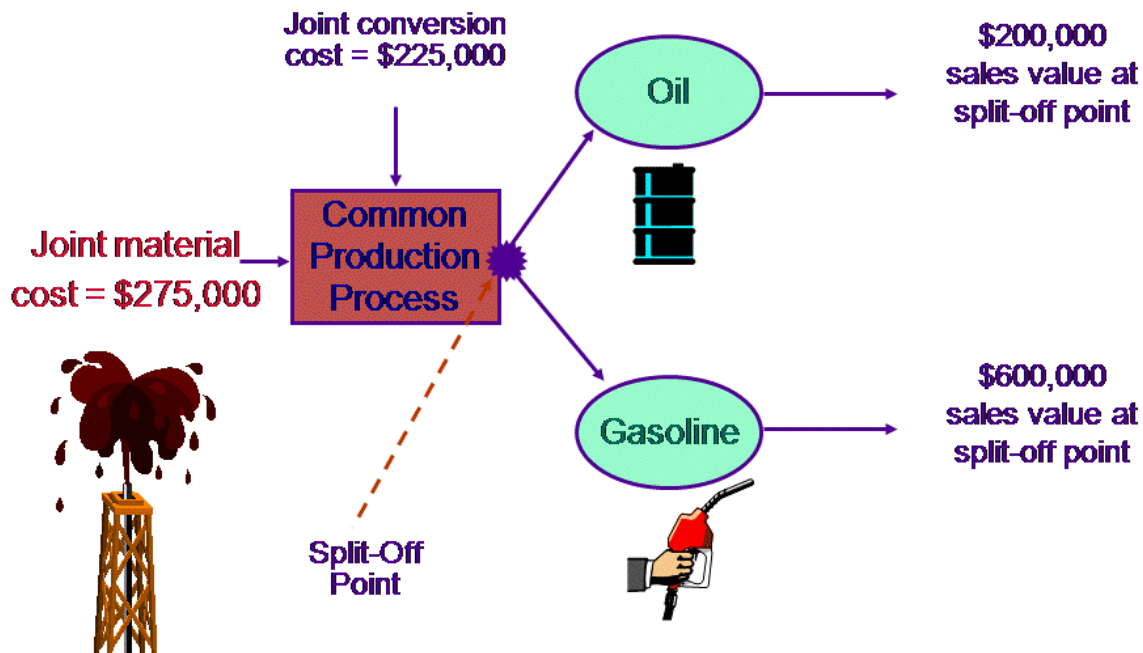 Joint conversion
cost = $225,000
Oil
$200,000
sales value at
split-off point
Common
Production
Process
Joint material
cost = $275,000
Gasoline
$600,000
sales value at
split-off point
Split-Off
Point